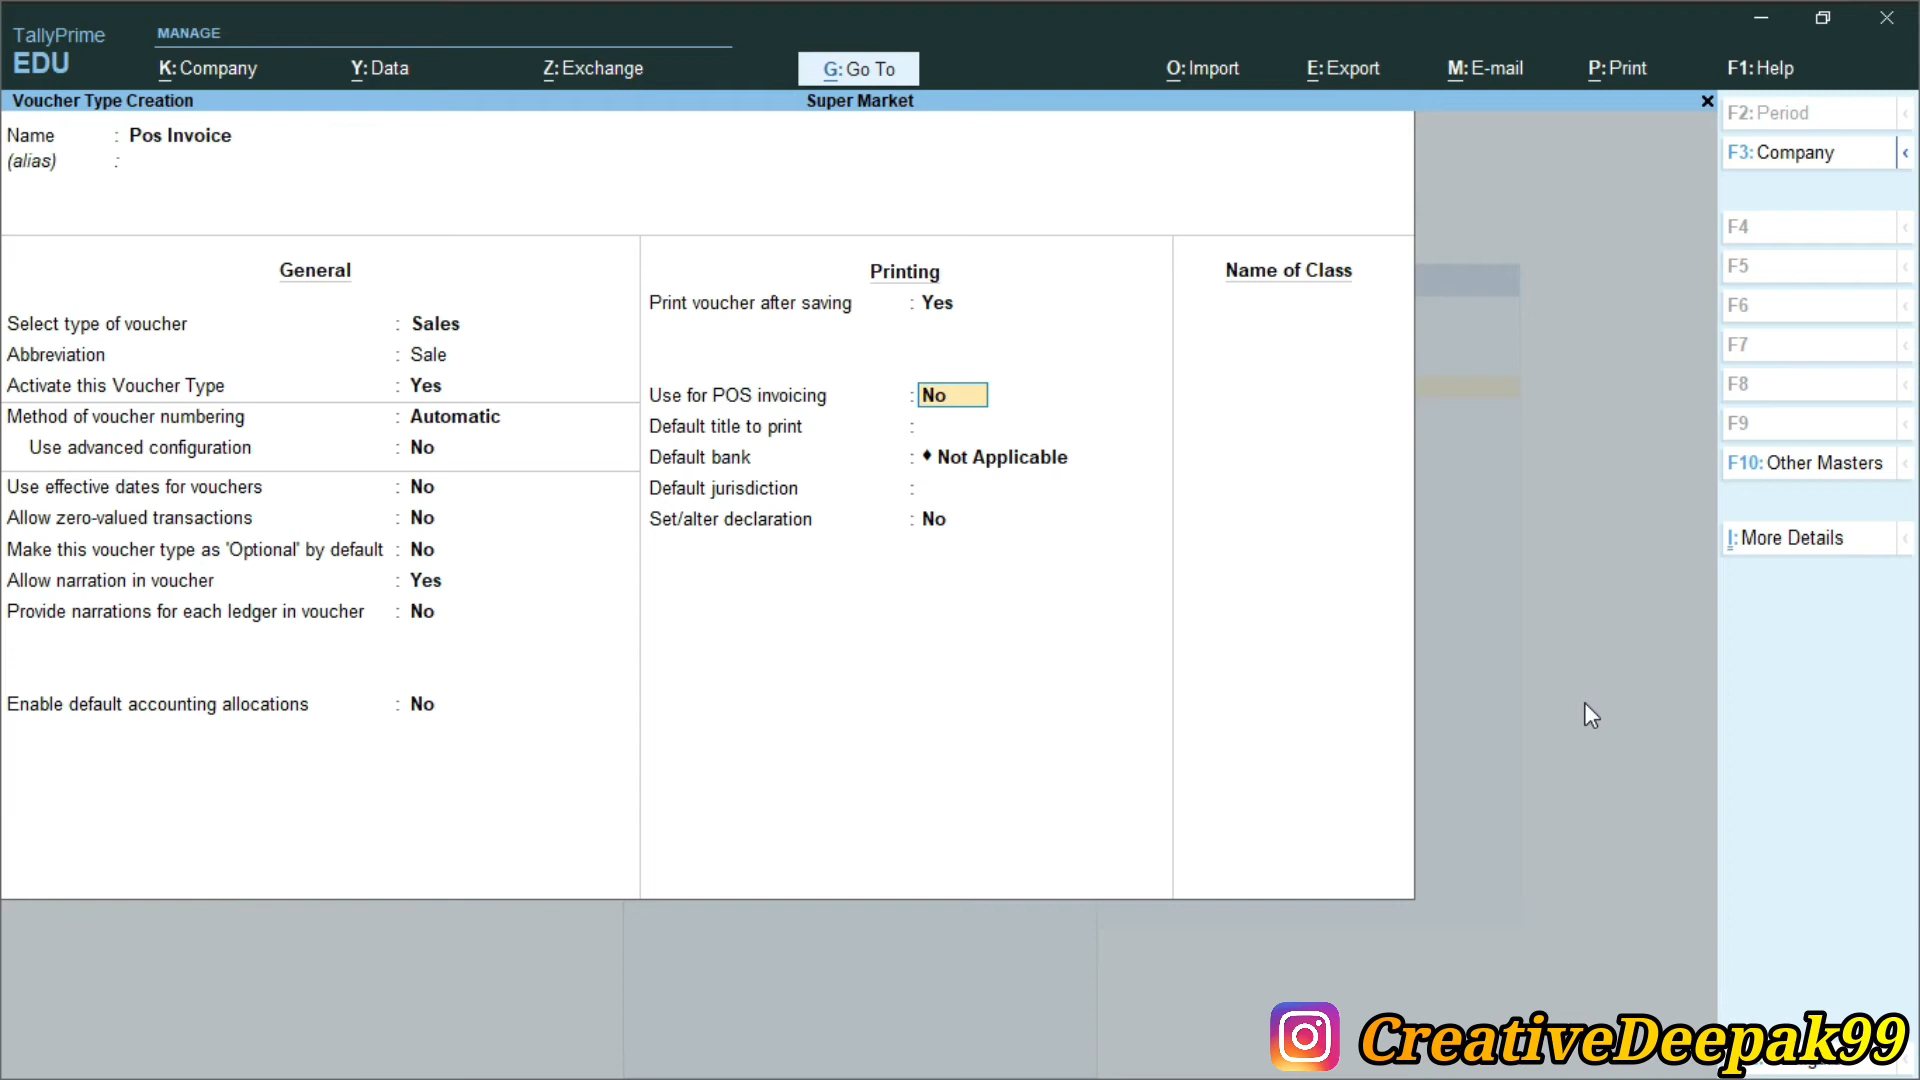 TallyPrime
EDU
MANAGE
K: Company Y: Data Z: Exchange G: Go To O: Import E: Export M: E-mail P: Print F1: Help
Voucher Type Creation Super Market
Name : Pos Invoice
(alias) :
General
Select type of voucher : Sales
Abbreviation : Sale
Activate this Voucher Type : Yes
Method of voucher numbering : Automatic
Use advanced configuration : No
Use effective dates for vouchers : No
Allow zero-valued transactions : No
Make this voucher type as 'Optional' by default : No
Allow narration in voucher : Yes
Provide narrations for each ledger in voucher : No
Enable default accounting allocations : No
Printing
Print voucher after saving : Yes
Use for POS invoicing : No
Default title to print :
Default bank : ♦ Not Applicable
Default jurisdiction :
Set/alter declaration : No
Name of Class
F2: Period
F3: Company
F4
F5
F6
F7
F8
F9
F10: Other Masters
I: More Details
CreativeDeepak99